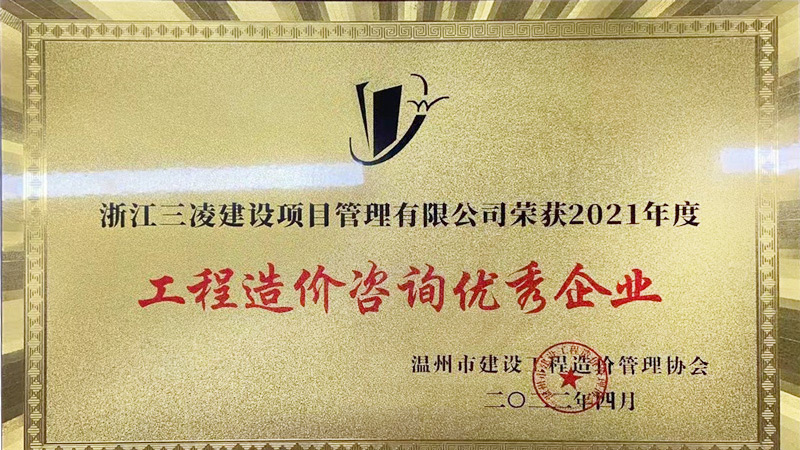 浙江三凌建设项目管理有限公司荣获2021年度
工程造价咨询优秀企业
温州市建设工程造价管理协会
二〇二二年四月